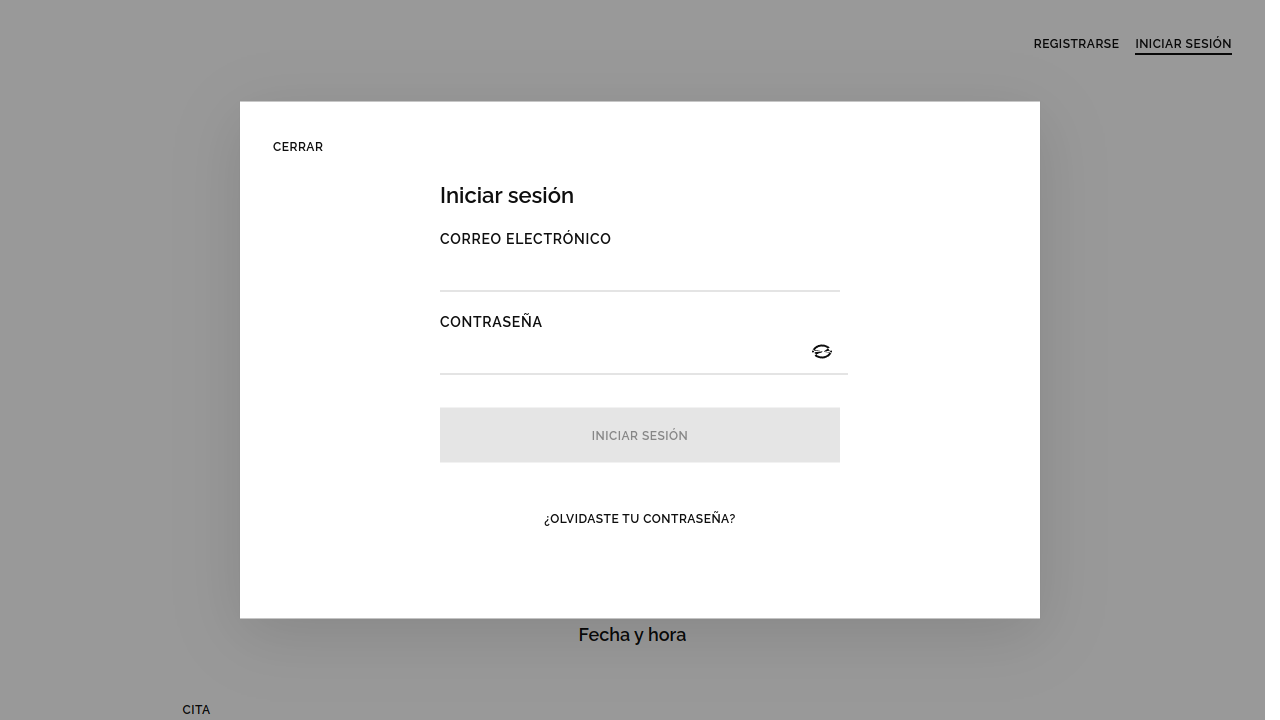 REGISTRARSE INICIAR SESIÓN
CERRAR
Iniciar sesión
CORREO ELECTRÓNICO
CONTRASEÑA
INICIAR SESIÓN
¿OLVIDASTE TU CONTRASEÑA?
Fecha y hora
CITA